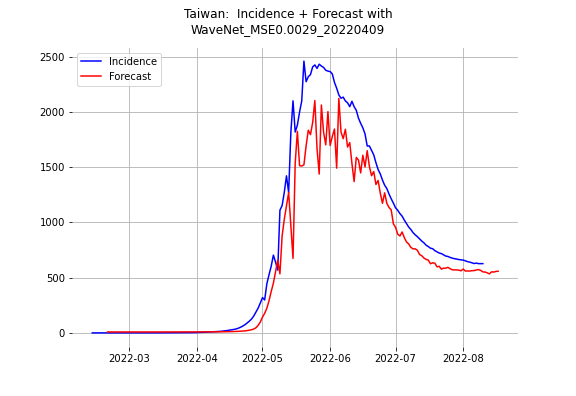 Taiwan:  Incidence + Forecast with
WaveNet_MSE0.0029_20220409
Incidence
Forecast
2500
2000
1500
1000
500
0
2022-03 2022-04 2022-05 2022-06 2022-07 2022-08